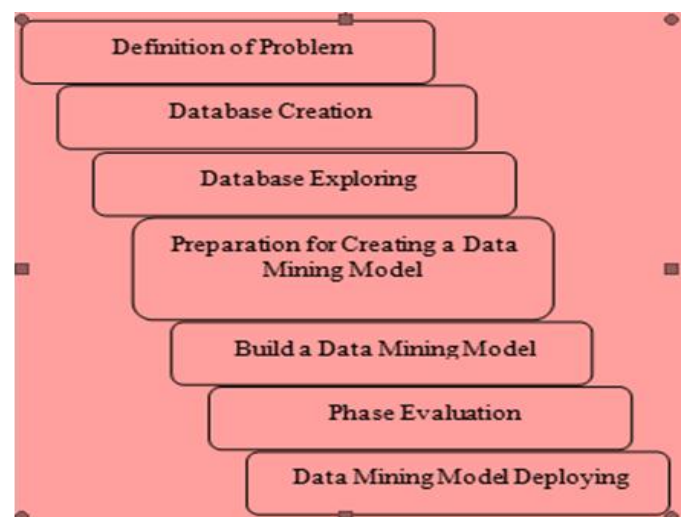 Definition of Problem
Database Creation
Database Exploring
Preparation for Creating a Data
Mining Model
Build a Data Mining Model
Phase Evaluation
Data Mining Model Deploying